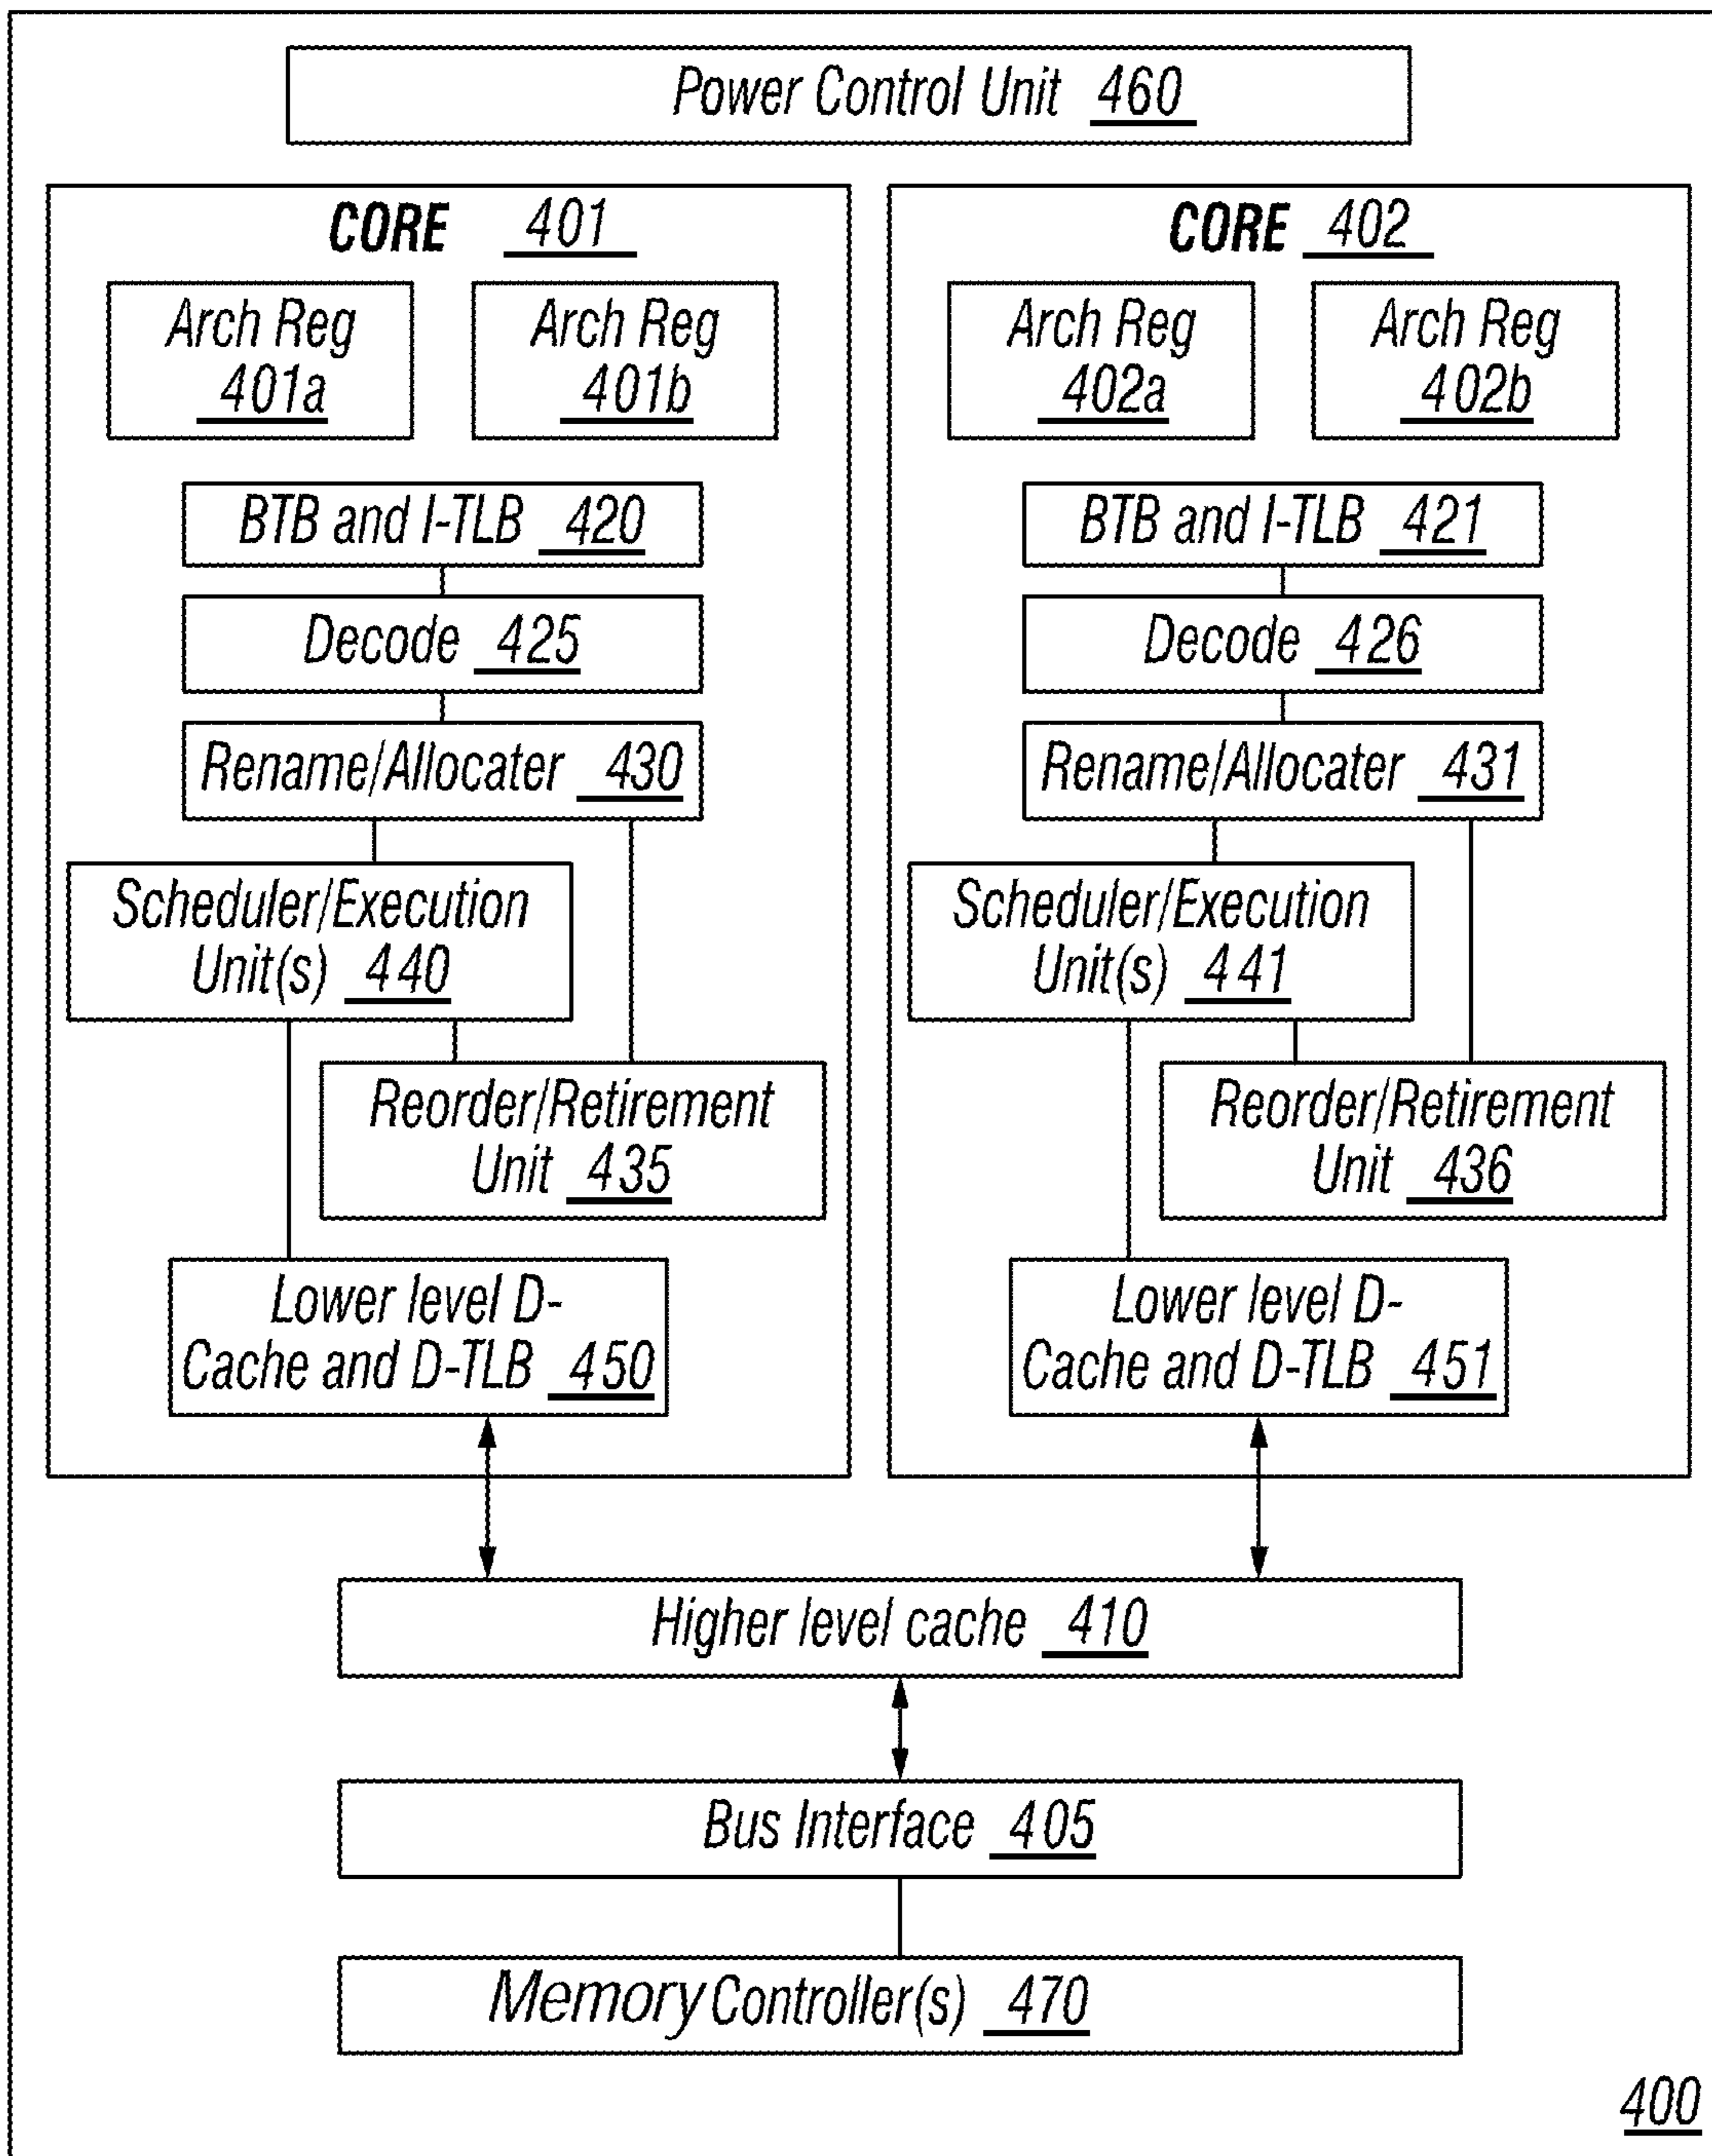 Power Control Unit 460
CORE 401
Arch Reg
401a
Arch Reg
401b
BTB and I-TLB 420
Decode 425
Rename/Allocater 430
Scheduler/Execution
Unit(s) 440
Reorder/Retirement
Unit 435
Lower level D-
Cache and D-TLB 450
CORE 402
Arch Reg
402a
Arch Reg
402b
BTB and I-TLB 421
Decode 426
Rename/Allocater 431
Scheduler/Execution
Unit(s) 441
Reorder/Retirement
Unit 436
Lower level D-
Cache and D-TLB 451
Higher level cache 410
Bus Interface 405
Memory Controller(s) 470
400